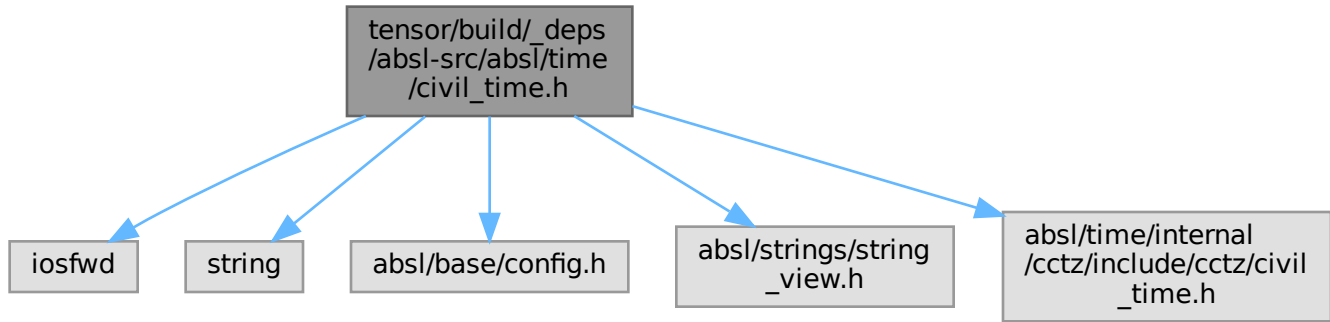 tensor/build/_deps
/absl-src/absl/time
/civil_time.h
iosfwd
string
absl/base/config.h
absl/strings/string
_view.h
absl/time/internal
/cctz/include/cctz/civil
_time.h